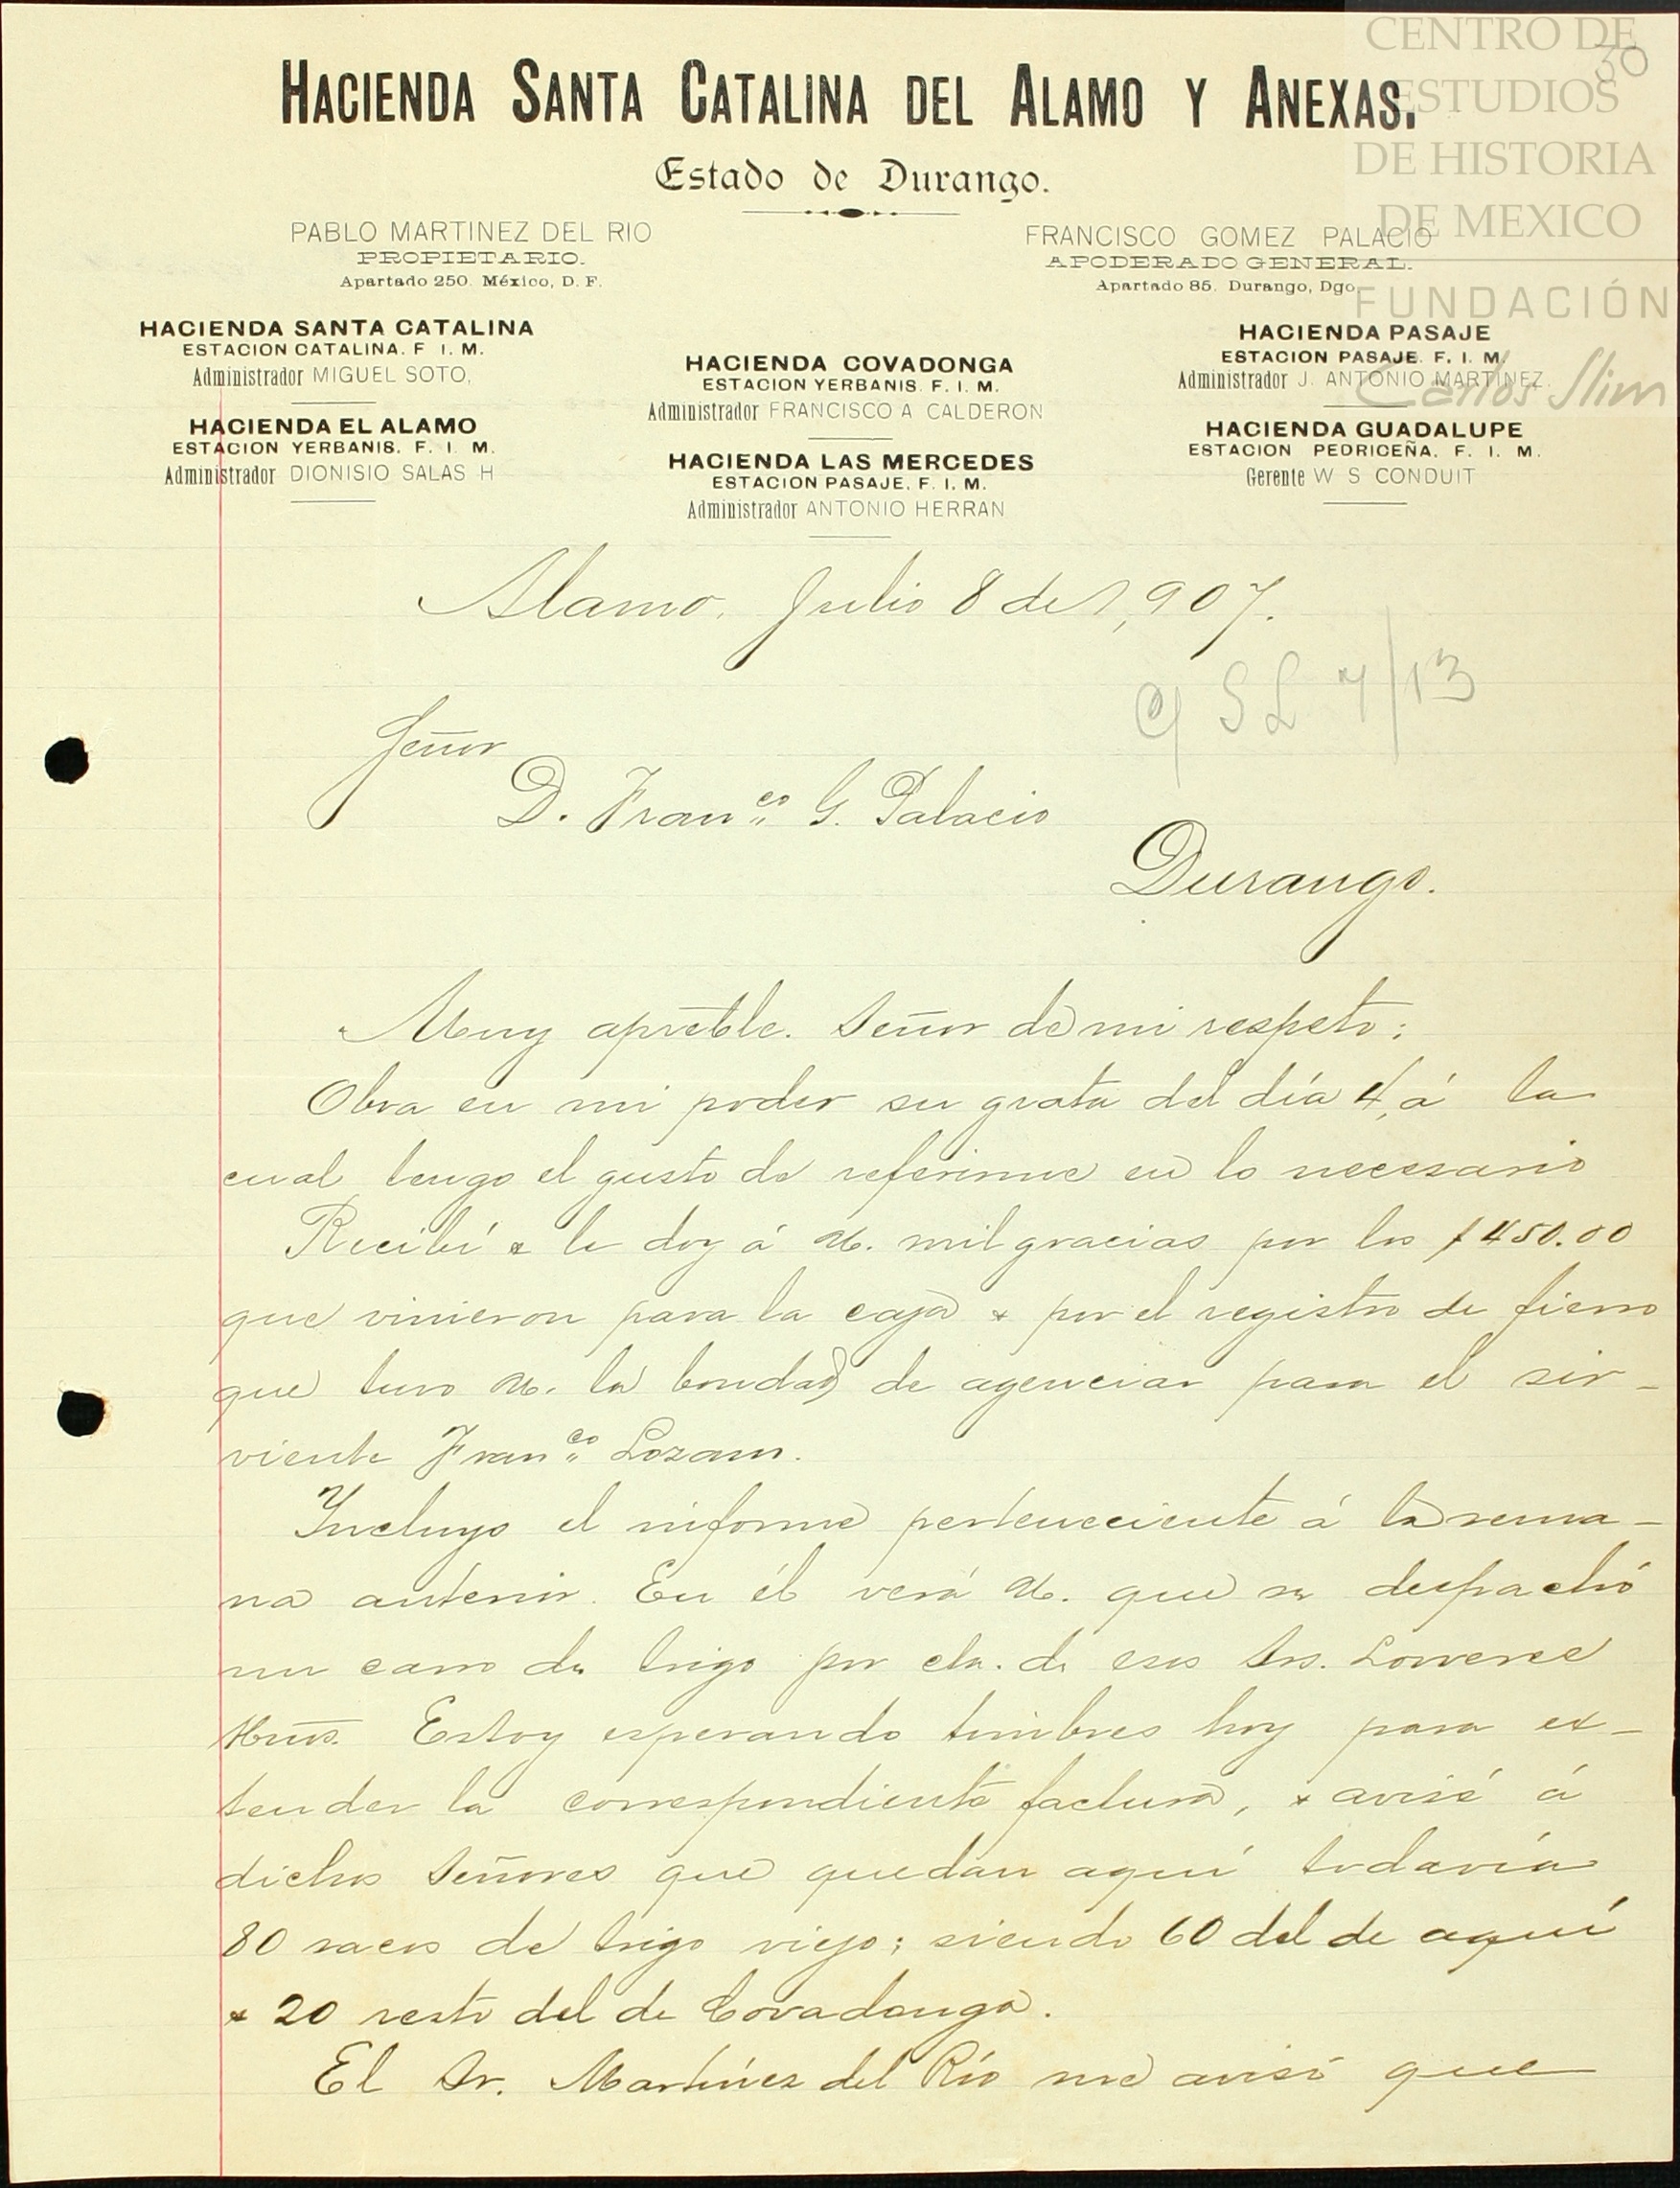 30
CENTRO DE
ESTUDIOS
DE HISTORIA
DE MEXICO
FUNDACIÓN
Carlos Slim
HACIENDA SANTA CATALINA DEL ALAMO Y ANEXAS.
Estado de Durango.
PABLO MARTINEZ DEL RIO
PROPIETARIO.
Apartado 250. México, D. F.
FRANCISCO GOMEZ PALACIO
APODERADO GENERAL.
Apartado 85. Durango, Dgo.
HACIENDA SANTA CATALINA
ESTACION CATALINA. F. I. M.
Administrador MIGUEL SOTO,
HACIENDA EL ALAMO
ESTACION YERBANIS. F. I. M.
Administrador DIONISIO SALAS H
HACIENDA COVADONGA
ESTACION YERBANIS. F. I. M.
Administrador FRANCISCO A CALDERON
HACIENDA LAS MERCEDES
ESTACION PASAJE. F. I. M.
Administrador ANTONIO HERRAN
HACIENDA PASAJE
ESTACION PASAJE. F. I. M.
Administrador J. ANTONIO MARTINEZ.
HACIENDA GUADALUPE
ESTACION PEDRICEÑA. F. I. M.
Gerente W S CONDUIT
Alamo, Julio 8 de 1,907.
C/ S L 7/13
Señor
D. Franco G. Palacio
Durango.
Muy apretble. Señor de mi respeto:
Obra en mi poder su grata del día 4, á la
cual tengo el gusto de referirme en lo necesario
Recibí & le doy á U. mil gracias por los $450.00
que vinieron para la caja & por el registro de fierro
que tuvo U. la bondad de agenciar para el sir-
viente Franco Lozano.
Incluyo el informe perteneciente á la sema-
na anterior. En él verá U. que se despachó
un carro de trigo por cta. de esos Srs. Loweree
Hnos. Estoy esperando timbres hoy para ex-
tender la correspondiente factura, & avisé á
dichos Señores que quedan aquí todavía
80 sacos de trigo viejo; siendo 60 del de aquí
& 20 resto del de Covadonga.
El Sr. Martínez del Río me avisó que